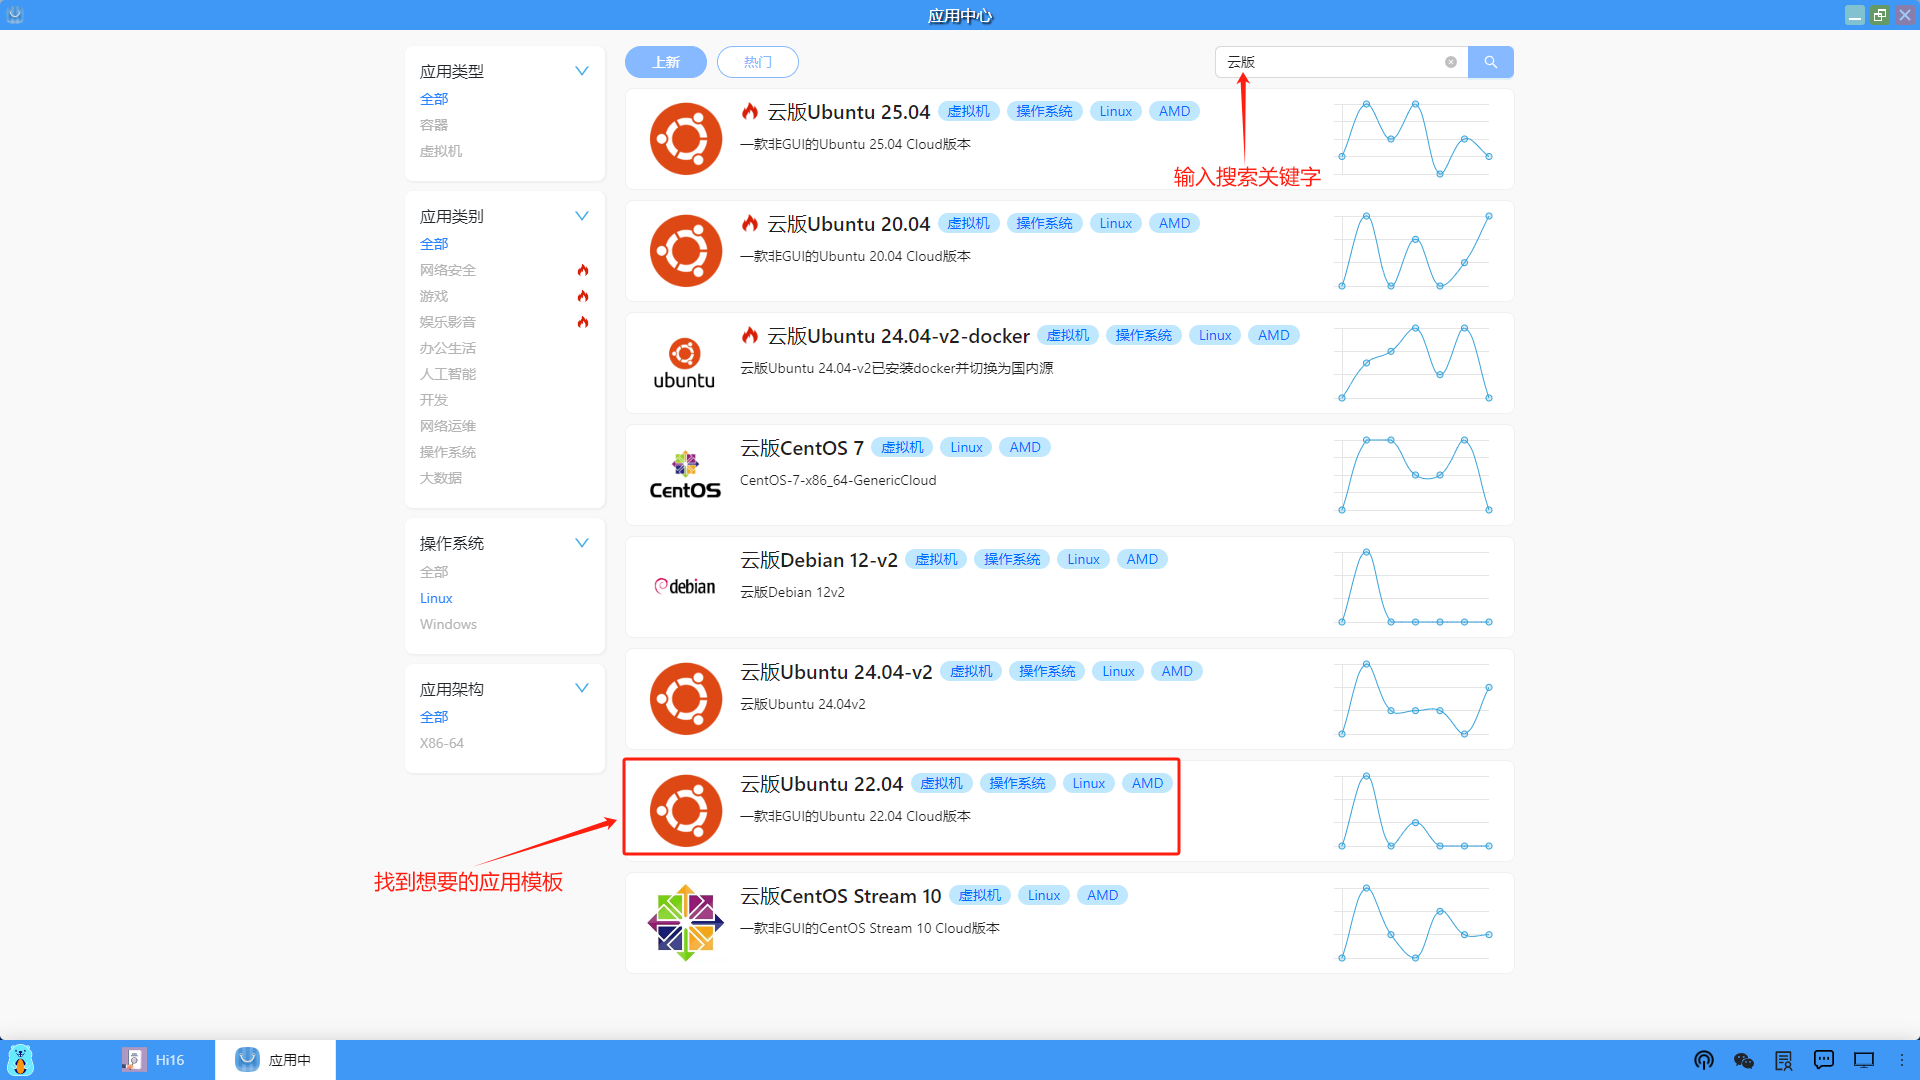 应用中心
应用类型
全部
容器
虚拟机
应用类别
全部
网络安全
游戏
娱乐影音
办公生活
人工智能
开发
网络运维
操作系统
大数据
操作系统
全部
Linux
Windows
应用架构
全部
X86-64
上新 热门 云版
输入搜索关键字
云版Ubuntu 25.04 虚拟机 操作系统 Linux AMD
一款非GUI的Ubuntu 25.04 Cloud版本
云版Ubuntu 20.04 虚拟机 操作系统 Linux AMD
一款非GUI的Ubuntu 20.04 Cloud版本
ubuntu
云版Ubuntu 24.04-v2-docker 虚拟机 操作系统 Linux AMD
云版Ubuntu 24.04-v2已安装docker并切换为国内源
CentOS
云版CentOS 7 虚拟机 Linux AMD
CentOS-7-x86_64-GenericCloud
debian
云版Debian 12-v2 虚拟机 操作系统 Linux AMD
云版Debian 12v2
云版Ubuntu 24.04-v2 虚拟机 操作系统 Linux AMD
云版Ubuntu 24.04v2
云版Ubuntu 22.04 虚拟机 操作系统 Linux AMD
一款非GUI的Ubuntu 22.04 Cloud版本
找到想要的应用模板
云版CentOS Stream 10 虚拟机 Linux AMD
一款非GUI的CentOS Stream 10 Cloud版本
Hi16 应用中